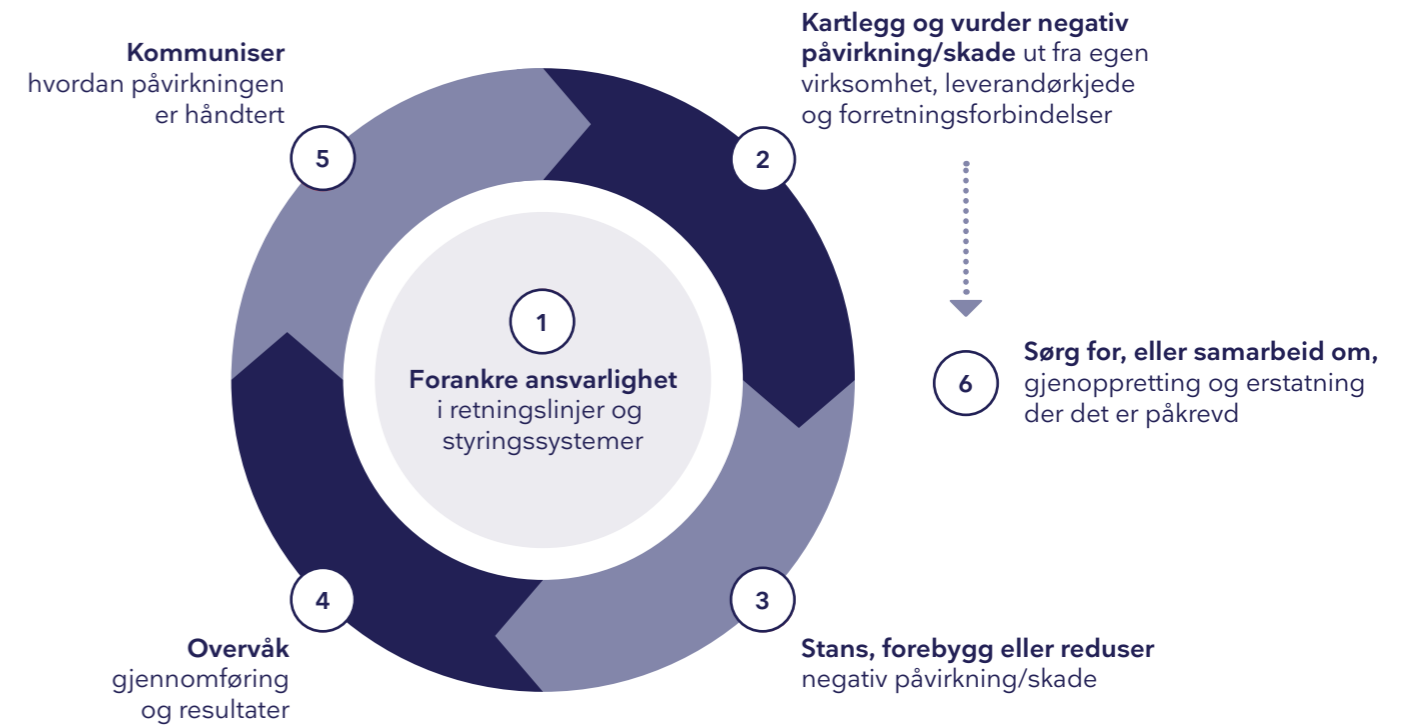 1
Forankre ansvarlighet
i retningslinjer og
styringssystemer
2
Kartlegg og vurder negativ
påvirkning/skade ut fra egen
virksomhet, leverandørkjede
og forretningsforbindelser
3
Stans, forebygg eller reduser
negativ påvirkning/skade
4
Overvåk
gjennomføring
og resultater
5
Kommuniser
hvordan påvirkningen
er håndtert
6
Sørg for, eller samarbeid om,
gjenoppretting og erstatning
der det er påkrevd